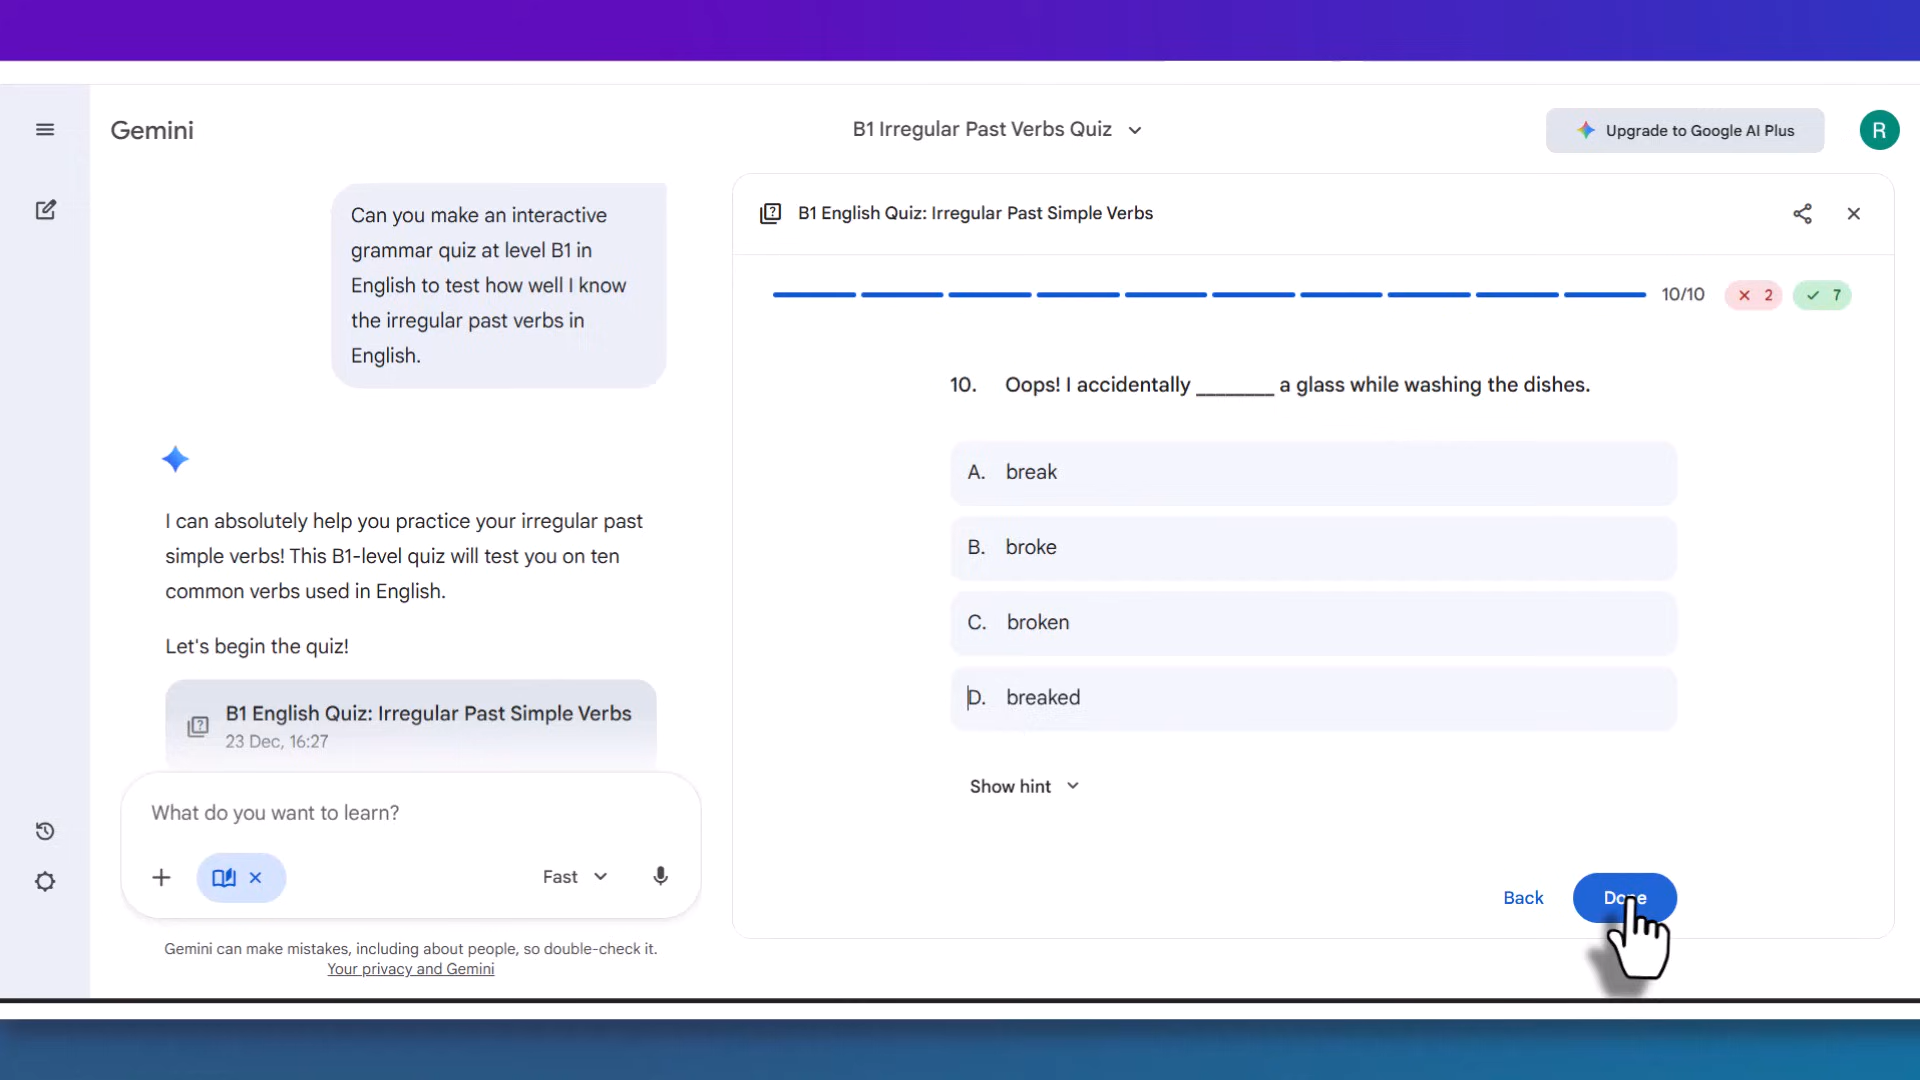 Gemini
B1 Irregular Past Verbs Quiz
Upgrade to Google AI Plus
R
Can you make an interactive
grammar quiz at level B1 in
English to test how well I know
the irregular past verbs in
English.
I can absolutely help you practice your irregular past
simple verbs! This B1-level quiz will test you on ten
common verbs used in English.
Let's begin the quiz!
B1 English Quiz: Irregular Past Simple Verbs
23 Dec, 16:27
What do you want to learn?
Fast
Gemini can make mistakes, including about people, so double-check it.
Your privacy and Gemini
B1 English Quiz: Irregular Past Simple Verbs
10/10
2
7
10. Oops! I accidentally ________ a glass while washing the dishes.
A. break
B. broke
C. broken
D. breaked
Show hint
Back
Done